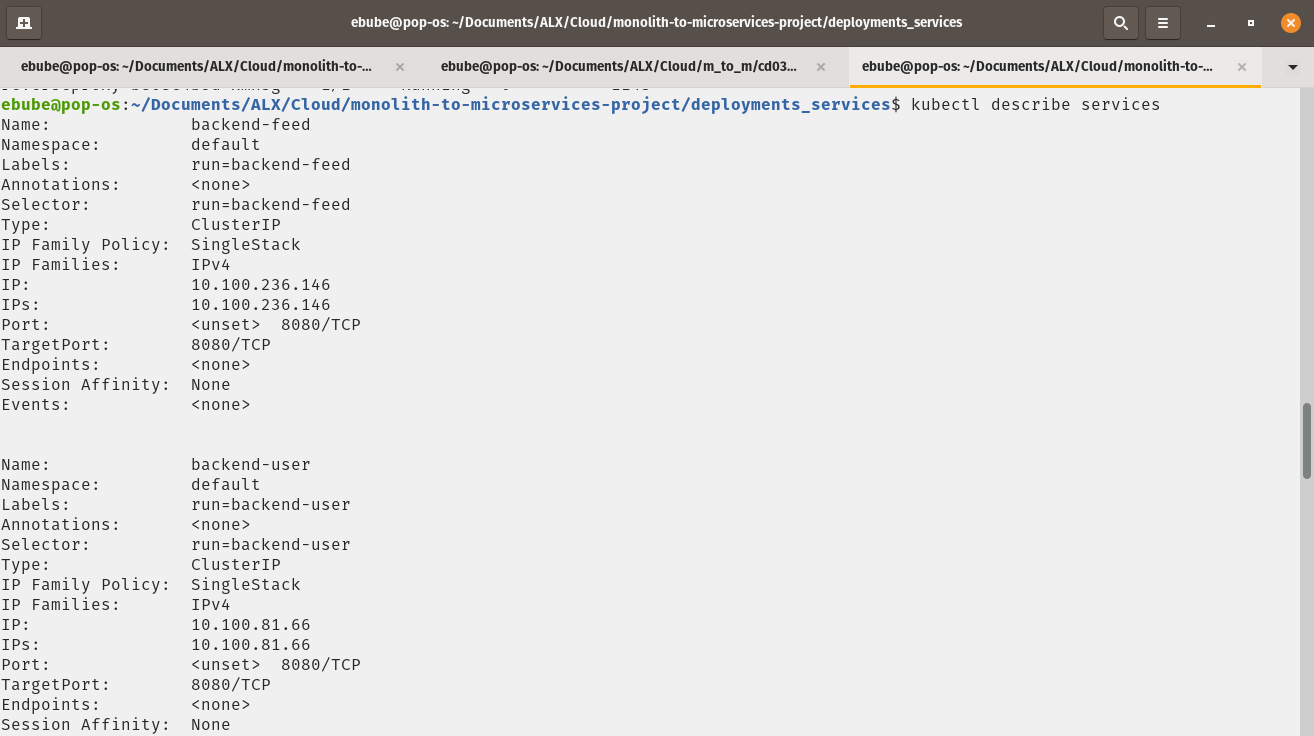 ebube@pop-os: ~/Documents/ALX/Cloud/monolith-to-microservices-project/deployments_services
ebube@pop-os: ~/Documents/ALX/Cloud/monolith-to-...
ebube@pop-os: ~/Documents/ALX/Cloud/m_to_m/cd03...
ebube@pop-os: ~/Documents/ALX/Cloud/monolith-to-...
ebube@pop-os:~/Documents/ALX/Cloud/monolith-to-microservices-project/deployments_services$ kubectl describe services
Name:              backend-feed
Namespace:         default
Labels:            run=backend-feed
Annotations:       <none>
Selector:          run=backend-feed
Type:              ClusterIP
IP Family Policy:  SingleStack
IP Families:       IPv4
IP:                10.100.236.146
IPs:               10.100.236.146
Port:              <unset>  8080/TCP
TargetPort:        8080/TCP
Endpoints:         <none>
Session Affinity:  None
Events:            <none>
Name:              backend-user
Namespace:         default
Labels:            run=backend-user
Annotations:       <none>
Selector:          run=backend-user
Type:              ClusterIP
IP Family Policy:  SingleStack
IP Families:       IPv4
IP:                10.100.81.66
IPs:               10.100.81.66
Port:              <unset>  8080/TCP
TargetPort:        8080/TCP
Endpoints:         <none>
Session Affinity:  None